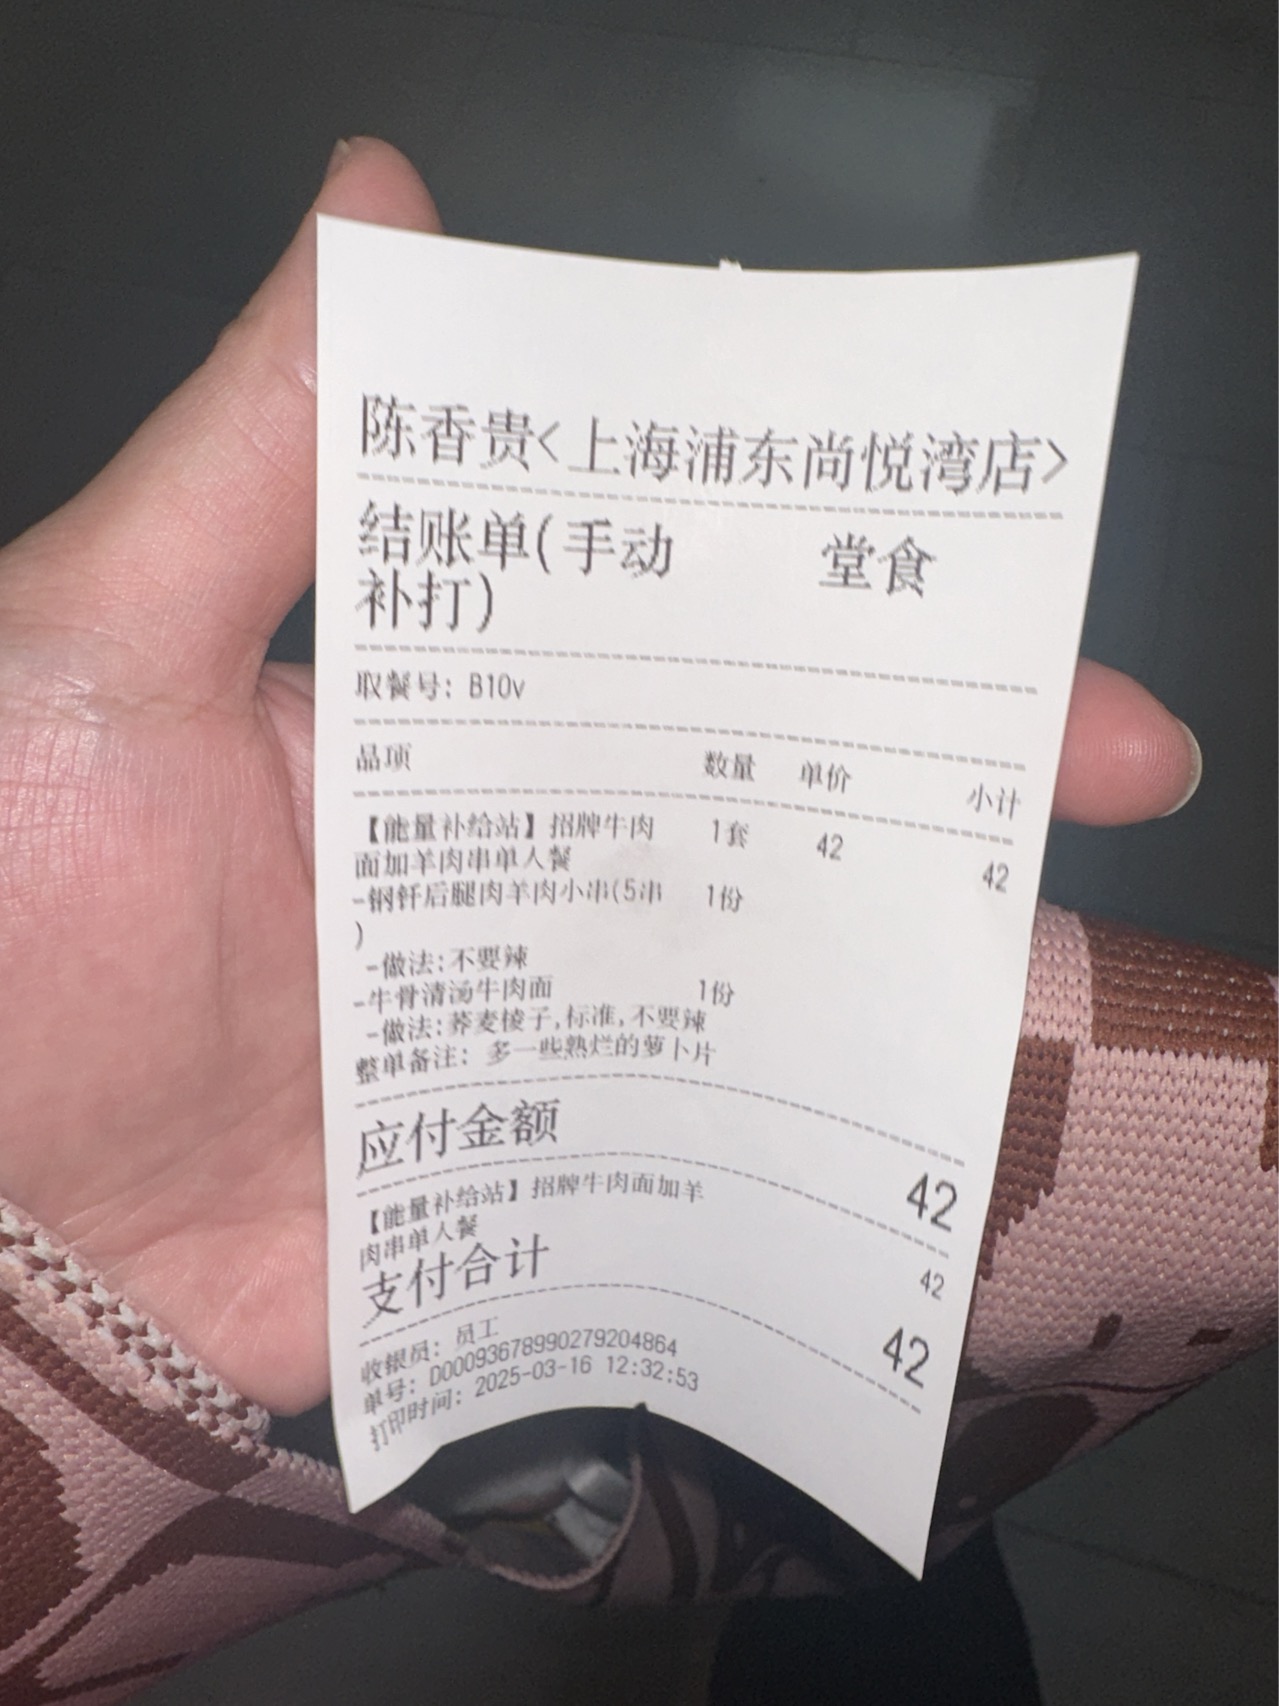 陈香贵<上海浦东尚悦湾店>
结账单(手动 堂食
补打)
取餐号: B10v
品项 数量 单价 小计
【能量补给站】招牌牛肉 1套 42 42
面加羊肉串单人餐
-钢钎后腿肉羊肉小串(5串 1份
)
-做法:不要辣
-牛骨清汤牛肉面 1份
-做法:荞麦棱子,标准,不要辣
整单备注: 多一些熟烂的萝卜片
应付金额 42
【能量补给站】招牌牛肉面加羊
肉串单人餐 42
支付合计 42
收银员: 员工
单号: D00093678990279204864
打印时间: 2025-03-16 12:32:53